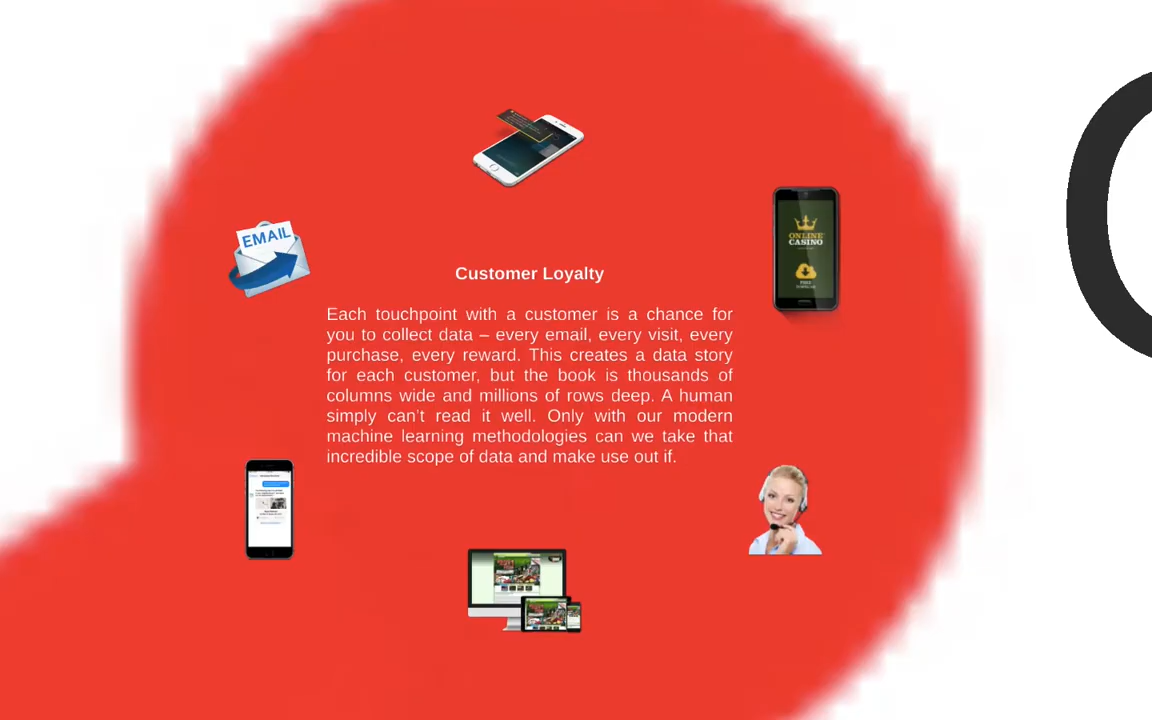 EMAIL
ONLINE
CASINO
Customer Loyalty
Each touchpoint with a customer is a chance for
you to collect data – every email, every visit, every
purchase, every reward. This creates a data story
for each customer, but the book is thousands of
columns wide and millions of rows deep. A human
simply can't read it well. Only with our modern
machine learning methodologies can we take that
incredible scope of data and make use out if.